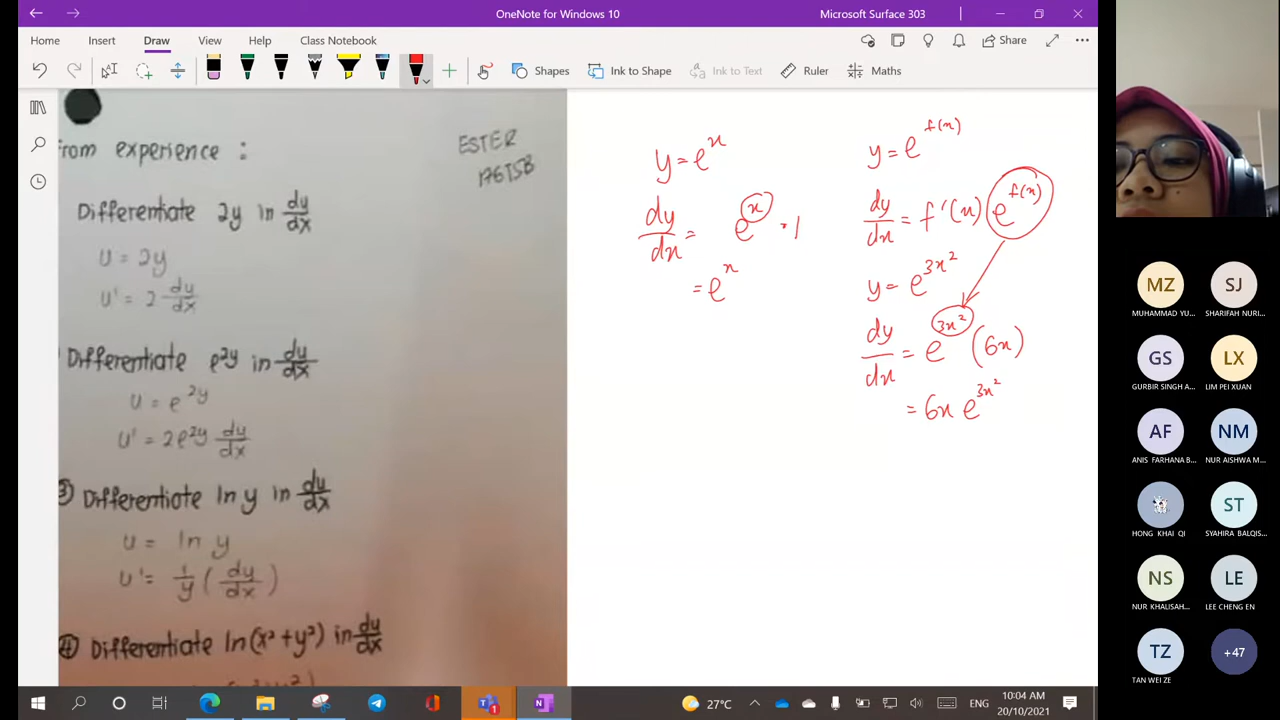 OneNote for Windows 10
Microsoft Surface 303
Home Insert Draw View Help Class Notebook
Share
Shapes Ink to Shape Ink to Text Ruler Maths
From experience :
ESTER
Differentiate 2y in dy/dx
u = 2y
u' = 2 dy/dx
Differentiate e^2y in dy/dx
u = e^2y
u' = 2e^2y dy/dx
③ Differentiate ln y in dy/dx
u = ln y
u' = 1/y (dy/dx)
④ Differentiate ln(x² + y²) in dy/dx
y = e^x
dy/dx = e^x · 1
= e^x
y = e^f(x)
dy/dx = f'(x) e^f(x)
y = e^3x²
dy/dx = e^3x² (6x)
= 6x e^3x²
MZ SJ
MUHAMMAD YU... SHARIFAH NURI...
GS LX
GURBIR SINGH A... LIM PEI XUAN
AF NM
ANIS FARHANA B... NUR AISHWA M...
ST
HONG KHAI QI SYAHIRA BALQIS...
NS LE
NUR KHALISAH... LEE CHENG EN
TZ +47
TAN WEI ZE
27°C ENG 10:04 AM
20/10/2021